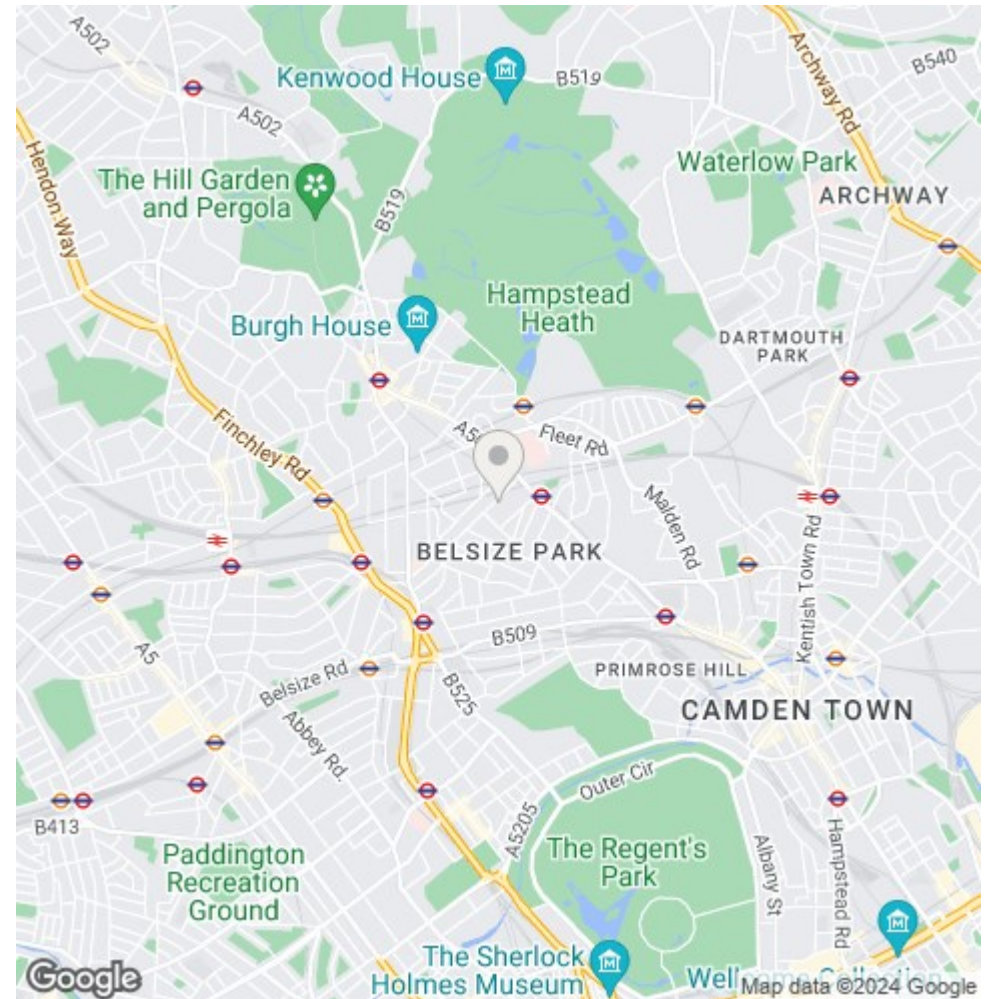 A502
Kenwood House
B519
B540
Archway Rd
A502
Hendon Way
The Hill Garden
and Pergola
B519
Waterlow Park
ARCHWAY
Hampstead
Heath
Burgh House
DARTMOUTH
PARK
Fleet Rd
Finchley Rd
Malden Rd
BELSIZE PARK
Kentish Town Rd
B509
A5
Belsize Rd
B525
PRIMROSE HILL
CAMDEN TOWN
Abbey Rd.
Outer Cir
B413
A5205
Paddington
Recreation
Ground
The Regent's
Park
Albany St
Hampstead Rd
The Sherlock
Holmes Museum
Google
Map data ©2024 Google